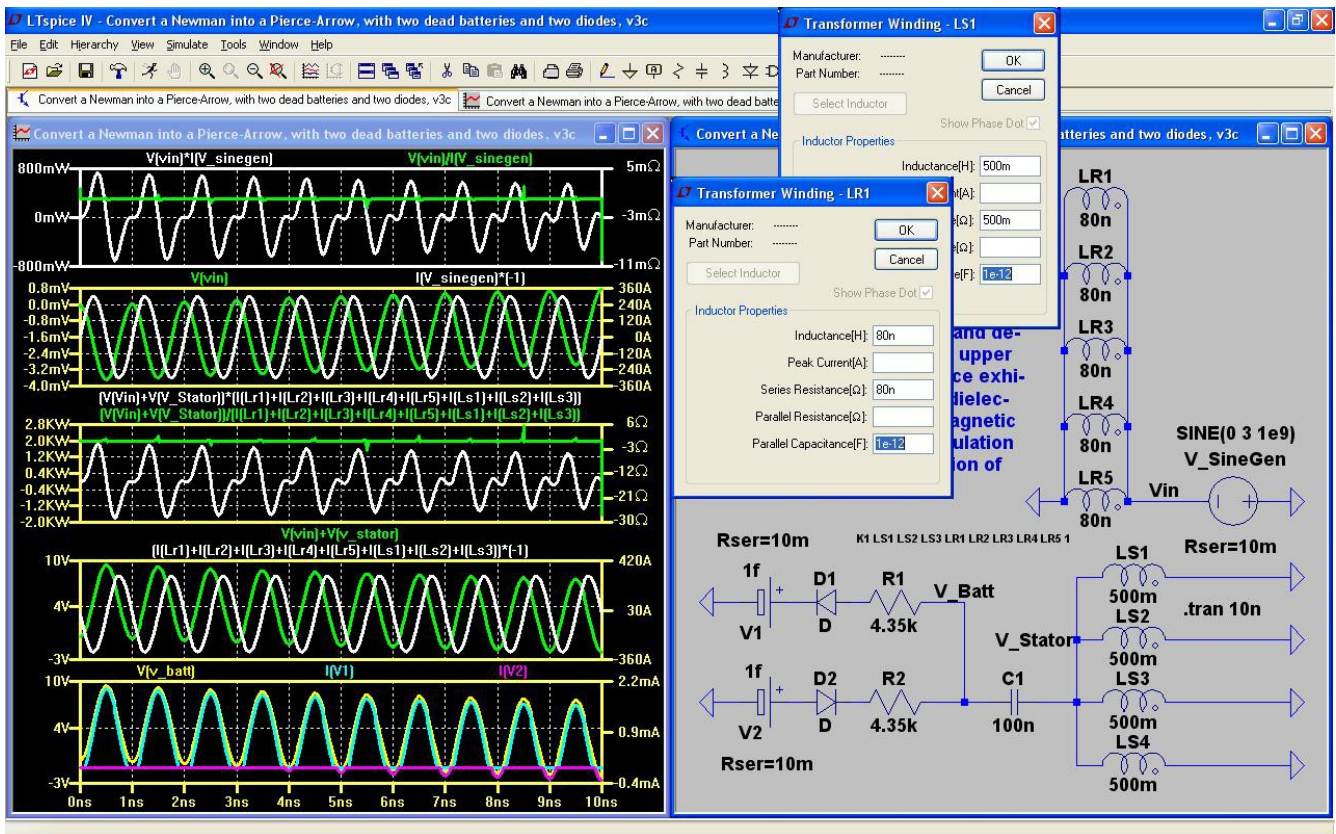 LTspice IV - Convert a Newman into a Pierce-Arrow, with two dead batteries and two diodes, v3c
File Edit Hierarchy View Simulate Tools Window Help
Convert a Newman into a Pierce-Arrow, with two dead batteries and two diodes, v3c
Convert a Newman into a Pierce-Arrow, with two dead batte
Convert a Newman into a Pierce-Arrow, with two dead batteries and two diodes, v3c
V(vin)*I(V_sinegen) V(vin)/I(V_sinegen)
800mW 5mΩ
0mW -3mΩ
-800mW -11mΩ
V(vin) I(V_sinegen)*(-1)
0.8mV 360A
0.0mV 240A
-0.8mV 120A
-1.6mV 0A
-2.4mV -120A
-3.2mV -240A
-4.0mV -360A
(V(Vin)+V(V_Stator))*(I(Lr1)+I(Lr2)+I(Lr3)+I(Lr4)+I(Lr5)+I(Ls1)+I(Ls2)+I(Ls3))
(V(Vin)+V(V_Stator))/(I(Lr1)+I(Lr2)+I(Lr3)+I(Lr4)+I(Lr5)+I(Ls1)+I(Ls2)+I(Ls3))
2.8KW 6Ω
2.0KW -3Ω
1.2KW -12Ω
0.4KW
-0.4KW -21Ω
-1.2KW
-2.0KW -30Ω
V(vin)+V(v_stator)
(I(Lr1)+I(Lr2)+I(Lr3)+I(Lr4)+I(Lr5)+I(Ls1)+I(Ls2)+I(Ls3))*(-1)
10V 420A
4V 30A
-3V -360A
V(v_batt) I(V1) I(V2)
10V 2.2mA
4V 0.9mA
-3V -0.4mA
0ns 1ns 2ns 3ns 4ns 5ns 6ns 7ns 8ns 9ns 10ns
Transformer Winding - LS1
Manufacturer: --------
Part Number: --------
OK
Cancel
Select Inductor
Show Phase Dot
Inductor Properties
Inductance[H]: 500m
nt[A]:
e[Ω]: 500m
e[Ω]:
e[F]: 1e-12
Transformer Winding - LR1
Manufacturer: --------
Part Number: --------
OK
Cancel
Select Inductor
Show Phase Dot
Inductor Properties
Inductance[H]: 80n
Peak Current[A]:
Series Resistance[Ω]: 80n
Parallel Resistance[Ω]:
Parallel Capacitance[F]: 1e-12
Convert a Ne
atteries and two diodes, v3c
and de-
upper
ce exhi-
dielec-
agnetic
ulation
ion of
LR1
80n
LR2
80n
LR3
80n
LR4
80n
LR5
80n
SINE(0 3 1e9)
V_SineGen
Vin
Rser=10m
Rser=10m
K1 LS1 LS2 LS3 LR1 LR2 LR3 LR4 LR5 1
1f
V1
D1
D
R1
4.35k
V_Batt
1f
V2
Rser=10m
D2
D
R2
4.35k
C1
100n
V_Stator
LS1
500m
LS2
500m
LS3
500m
LS4
500m
.tran 10n